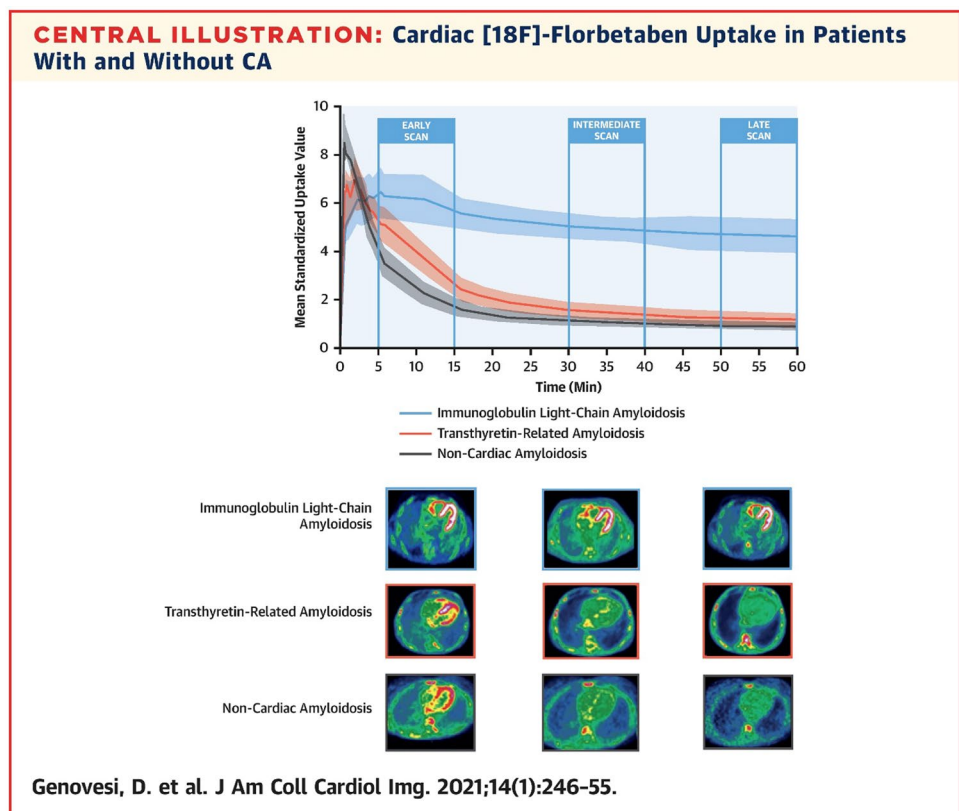 CENTRAL ILLUSTRATION: Cardiac [18F]-Florbetaben Uptake in Patients
With and Without CA
Mean Standardized Uptake Value
10
8
6
4
2
0
EARLY
SCAN
INTERMEDIATE
SCAN
LATE
SCAN
0 5 10 15 20 25 30 35 40 45 50 55 60
Time (Min)
Immunoglobulin Light-Chain Amyloidosis
Transthyretin-Related Amyloidosis
Non-Cardiac Amyloidosis
Immunoglobulin Light-Chain
Amyloidosis
Transthyretin-Related Amyloidosis
Non-Cardiac Amyloidosis
Genovesi, D. et al. J Am Coll Cardiol Img. 2021;14(1):246–55.